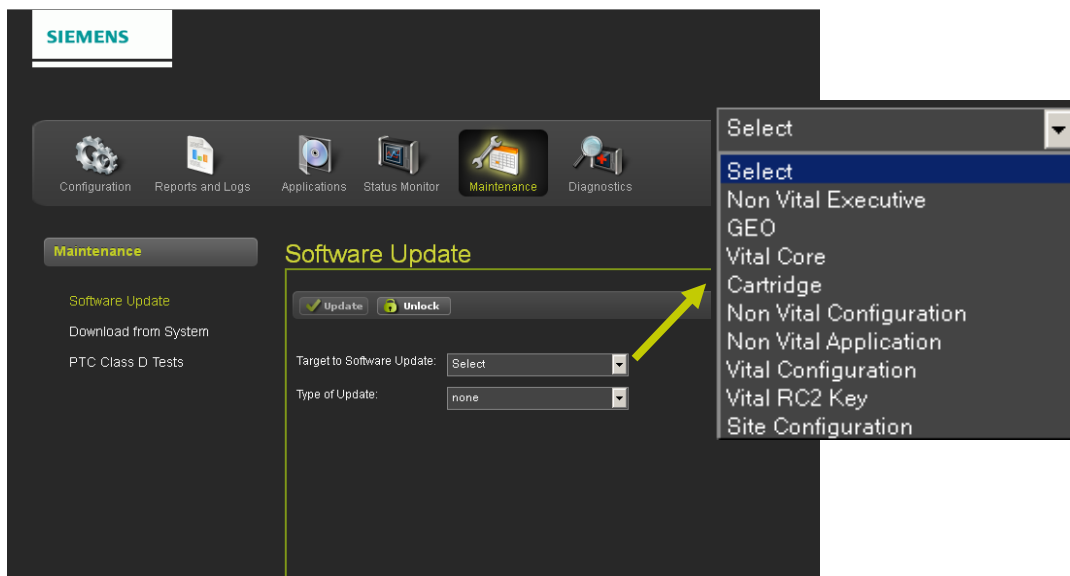 SIEMENS
Configuration
Reports and Logs
Applications
Status Monitor
Maintenance
Diagnostics
Maintenance
Software Update
Download from System
PTC Class D Tests
Software Update
Update
Unlock
Target to Software Update: Select
Type of Update: none
Select
Select
Non Vital Executive
GEO
Vital Core
Cartridge
Non Vital Configuration
Non Vital Application
Vital Configuration
Vital RC2 Key
Site Configuration